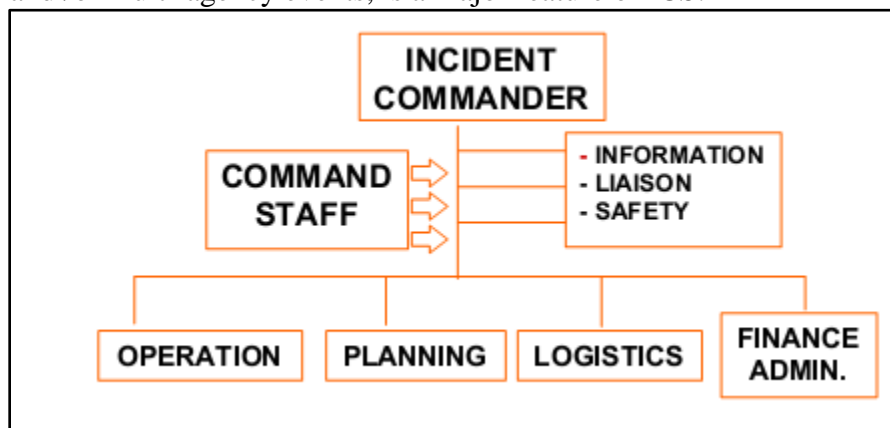 INCIDENT
COMMANDER
COMMAND
STAFF
- INFORMATION
- LIAISON
- SAFETY
OPERATION
PLANNING
LOGISTICS
FINANCE
ADMIN.